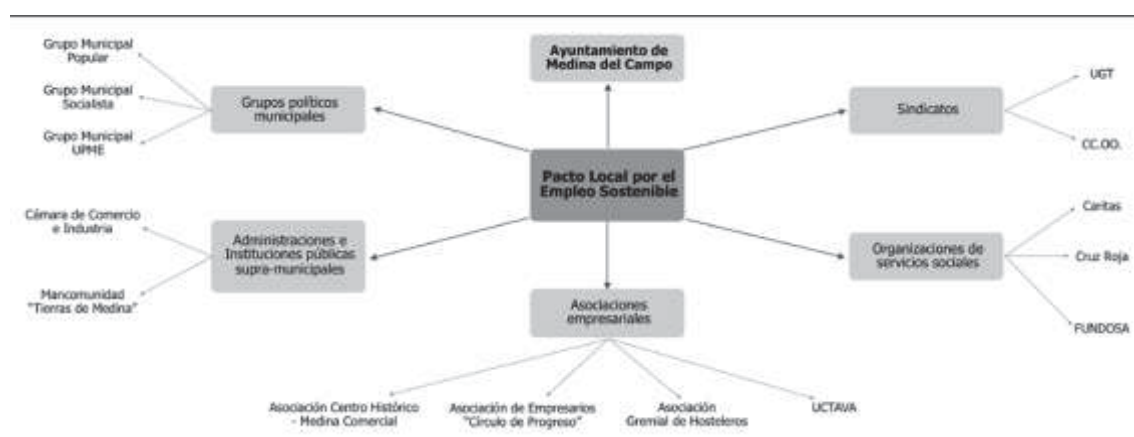 Grupo Municipal
Popular
Grupo Municipal
Socialista
Grupo Municipal
UPME
Grupos políticos
municipales
Ayuntamiento de
Medina del Campo
Sindicatos
UGT
CC.OO.
Pacto Local por el
Empleo Sostenible
Cámara de Comercio
e Industria
Mancomunidad
"Tierras de Medina"
Administraciones e
Instituciones públicas
supra-municipales
Organizaciones de
servicios sociales
Caritas
Cruz Roja
FUNDOSA
Asociaciones
empresariales
Asociación Centro Histórico
- Medina Comercial
Asociación de Empresarios
"Círculo de Progreso"
Asociación
Gremial de Hosteleros
UCTAVA